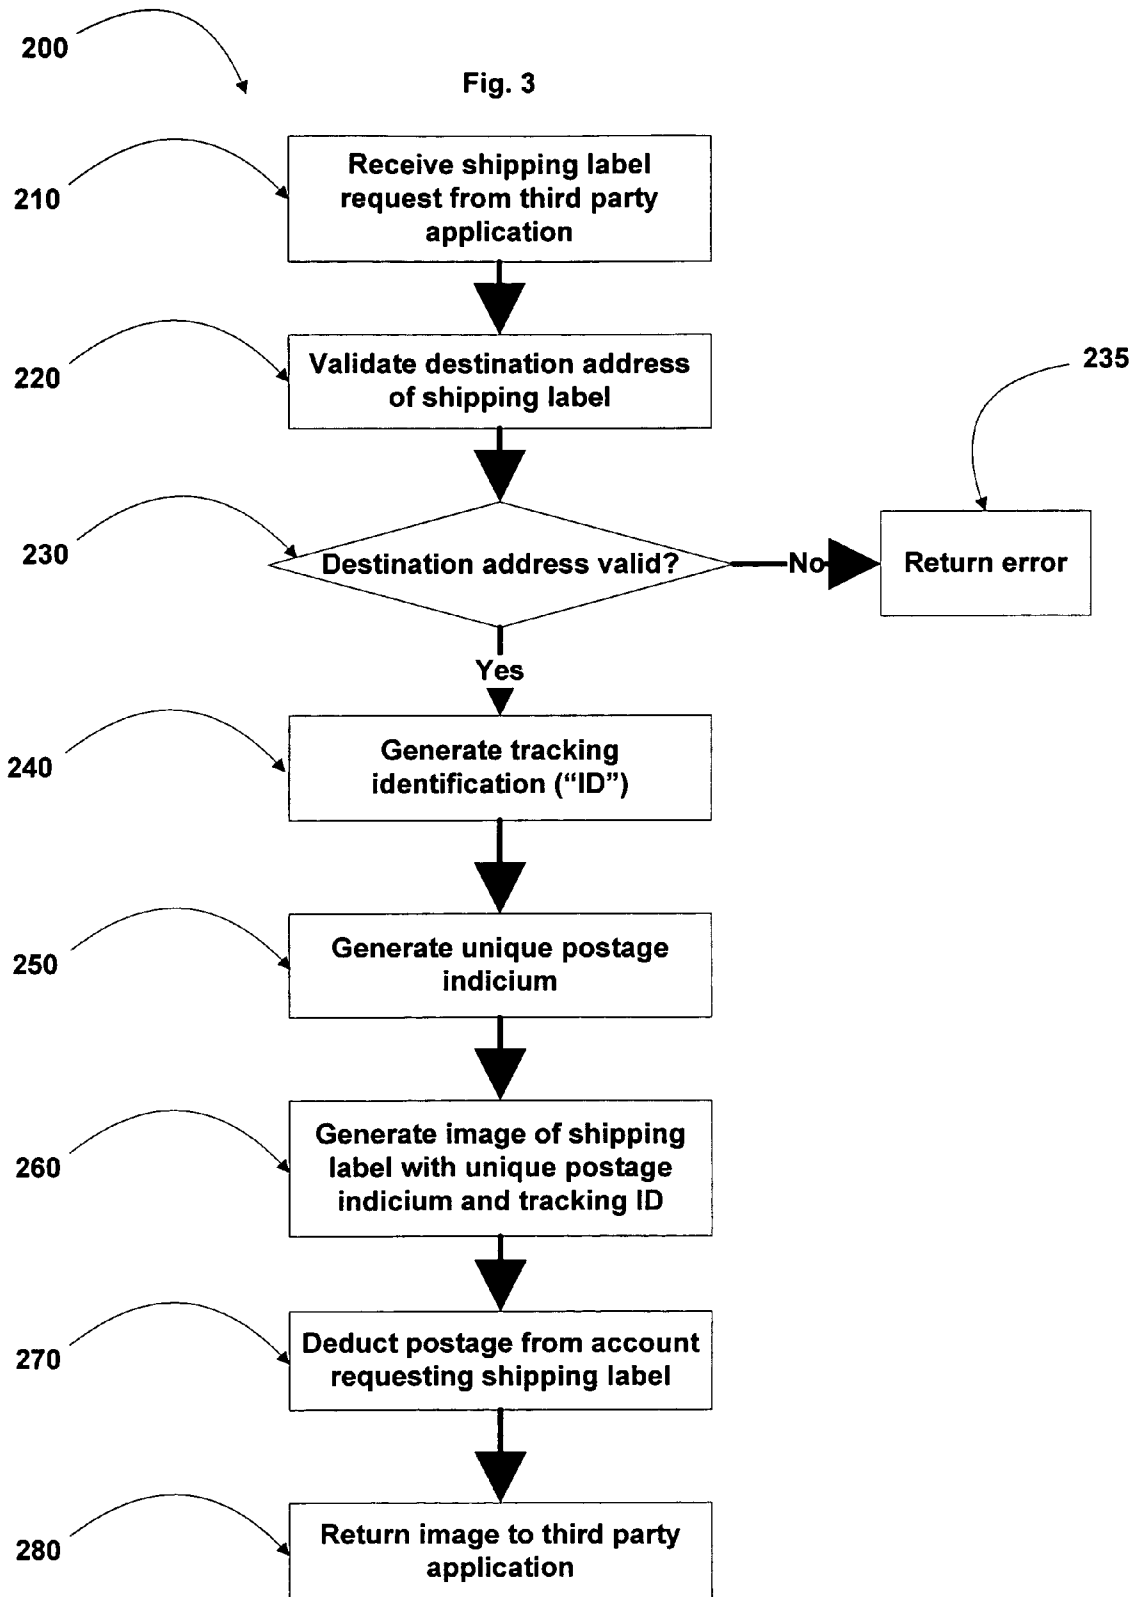 200
Fig. 3
210
Receive shipping label
request from third party
application
220
Validate destination address
of shipping label
235
230
Destination address valid?
No
Return error
Yes
240
Generate tracking
identification (“ID”)
250
Generate unique postage
indicium
260
Generate image of shipping
label with unique postage
indicium and tracking ID
270
Deduct postage from account
requesting shipping label
280
Return image to third party
application